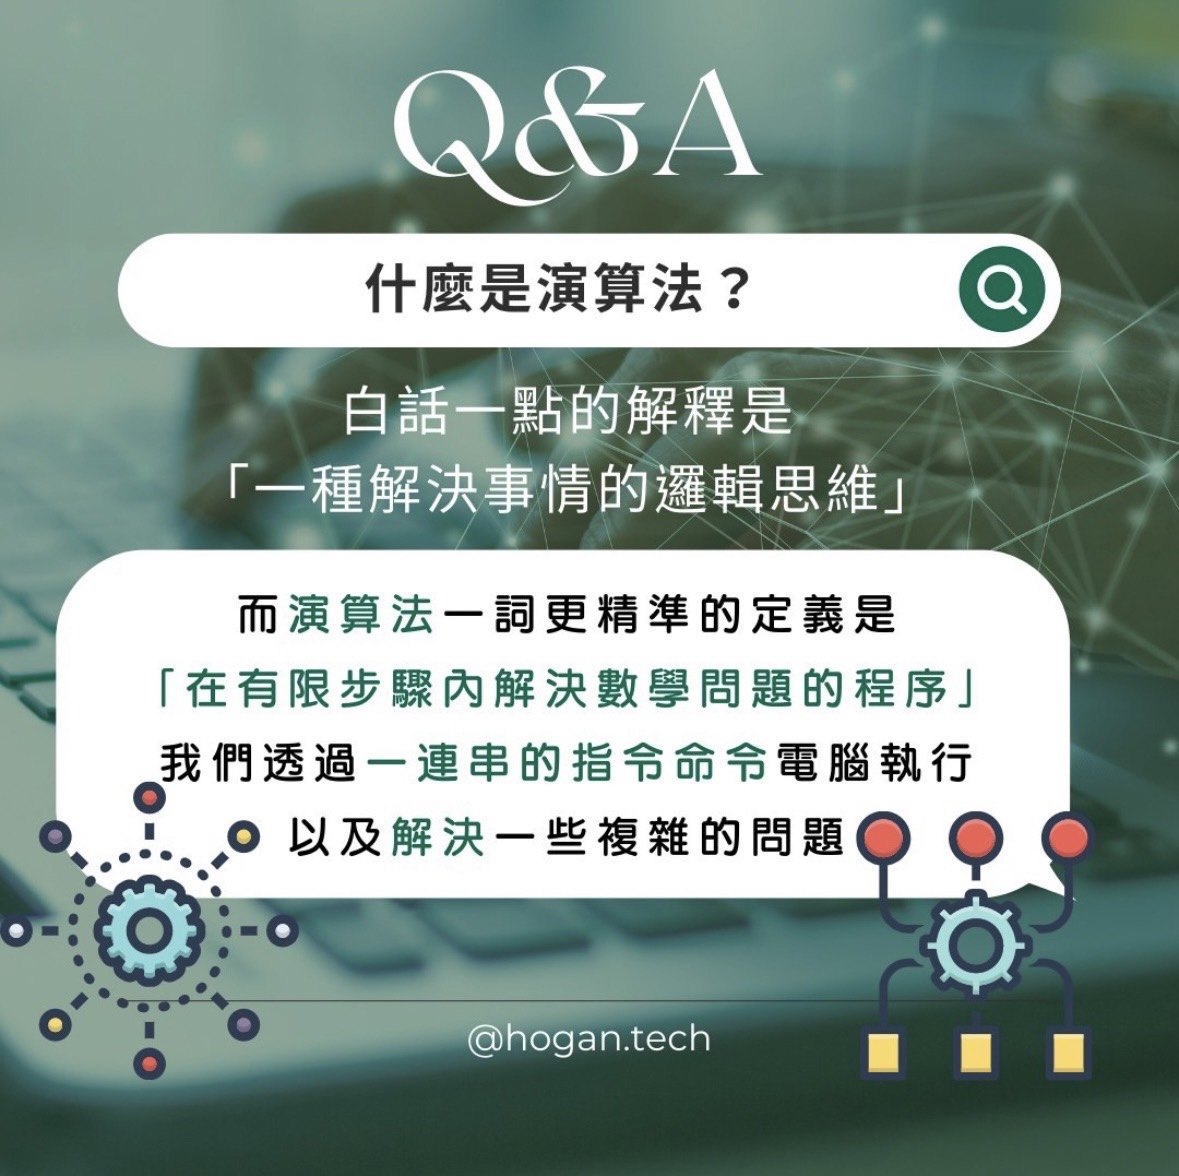 Q&A
什麼是演算法？
白話一點的解釋是
「一種解決事情的邏輯思維」
而演算法一詞更精準的定義是
「在有限步驟內解決數學問題的程序」
我們透過一連串的指令命令電腦執行
以及解決一些複雜的問題
@hogan.tech